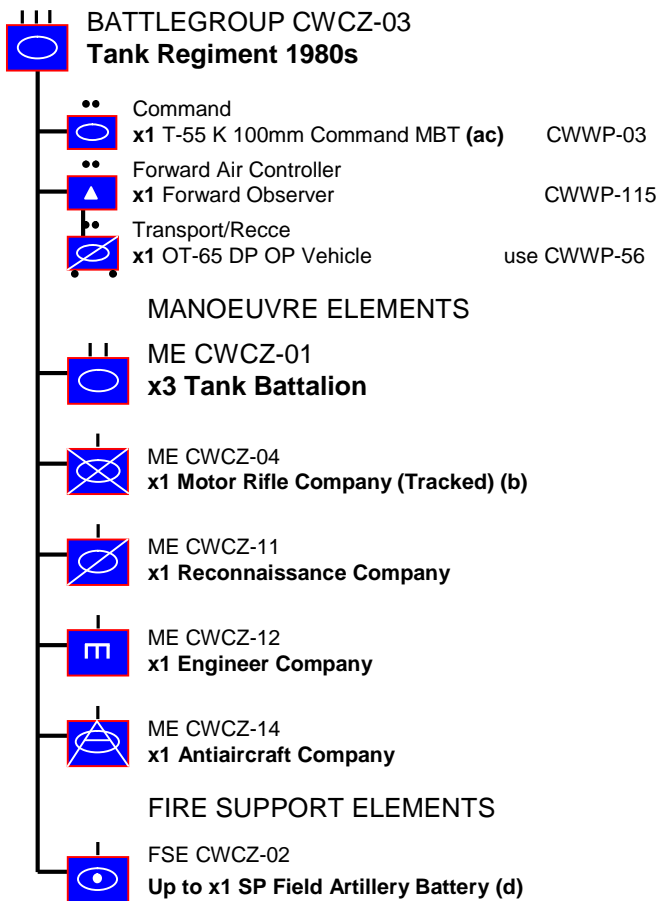 BATTLEGROUP CWCZ-03
Tank Regiment 1980s
Command
x1 T-55 K 100mm Command MBT (ac) CWWP-03
Forward Air Controller
x1 Forward Observer CWWP-115
Transport/Recce
x1 OT-65 DP OP Vehicle use CWWP-56
MANOEUVRE ELEMENTS
ME CWCZ-01
x3 Tank Battalion
ME CWCZ-04
x1 Motor Rifle Company (Tracked) (b)
ME CWCZ-11
x1 Reconnaissance Company
ME CWCZ-12
x1 Engineer Company
ME CWCZ-14
x1 Antiaircraft Company
FIRE SUPPORT ELEMENTS
FSE CWCZ-02
Up to x1 SP Field Artillery Battery (d)